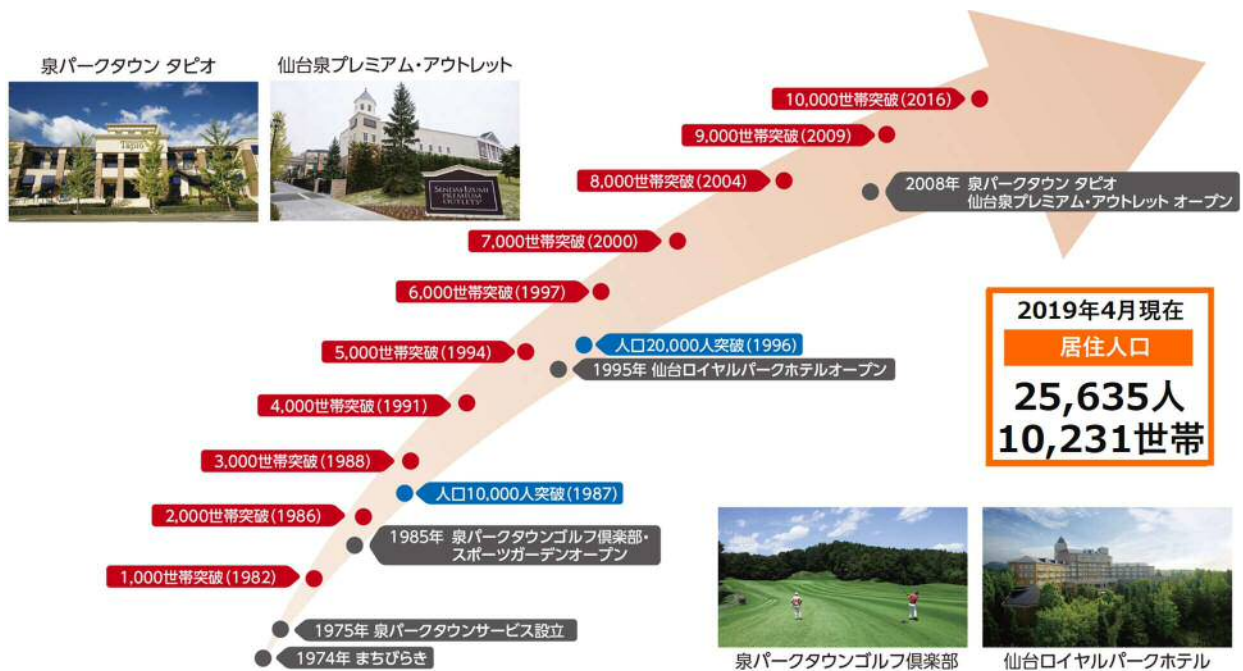 泉パークタウン タピオ
仙台泉プレミアム・アウトレット
Tapio
SENDAI-IZUMI
PREMIUM
OUTLETS®
10,000世帯突破(2016)
9,000世帯突破(2009)
8,000世帯突破(2004)
2008年 泉パークタウン タピオ
仙台泉プレミアム・アウトレット オープン
7,000世帯突破(2000)
6,000世帯突破(1997)
5,000世帯突破(1994)
人口20,000人突破(1996)
1995年 仙台ロイヤルパークホテルオープン
4,000世帯突破(1991)
3,000世帯突破(1988)
人口10,000人突破(1987)
2,000世帯突破(1986)
1985年 泉パークタウンゴルフ倶楽部・
スポーツガーデンオープン
1,000世帯突破(1982)
1975年 泉パークタウンサービス設立
1974年 まちびらき
2019年4月現在
居住人口
25,635人
10,231世帯
泉パークタウンゴルフ倶楽部
仙台ロイヤルパークホテル